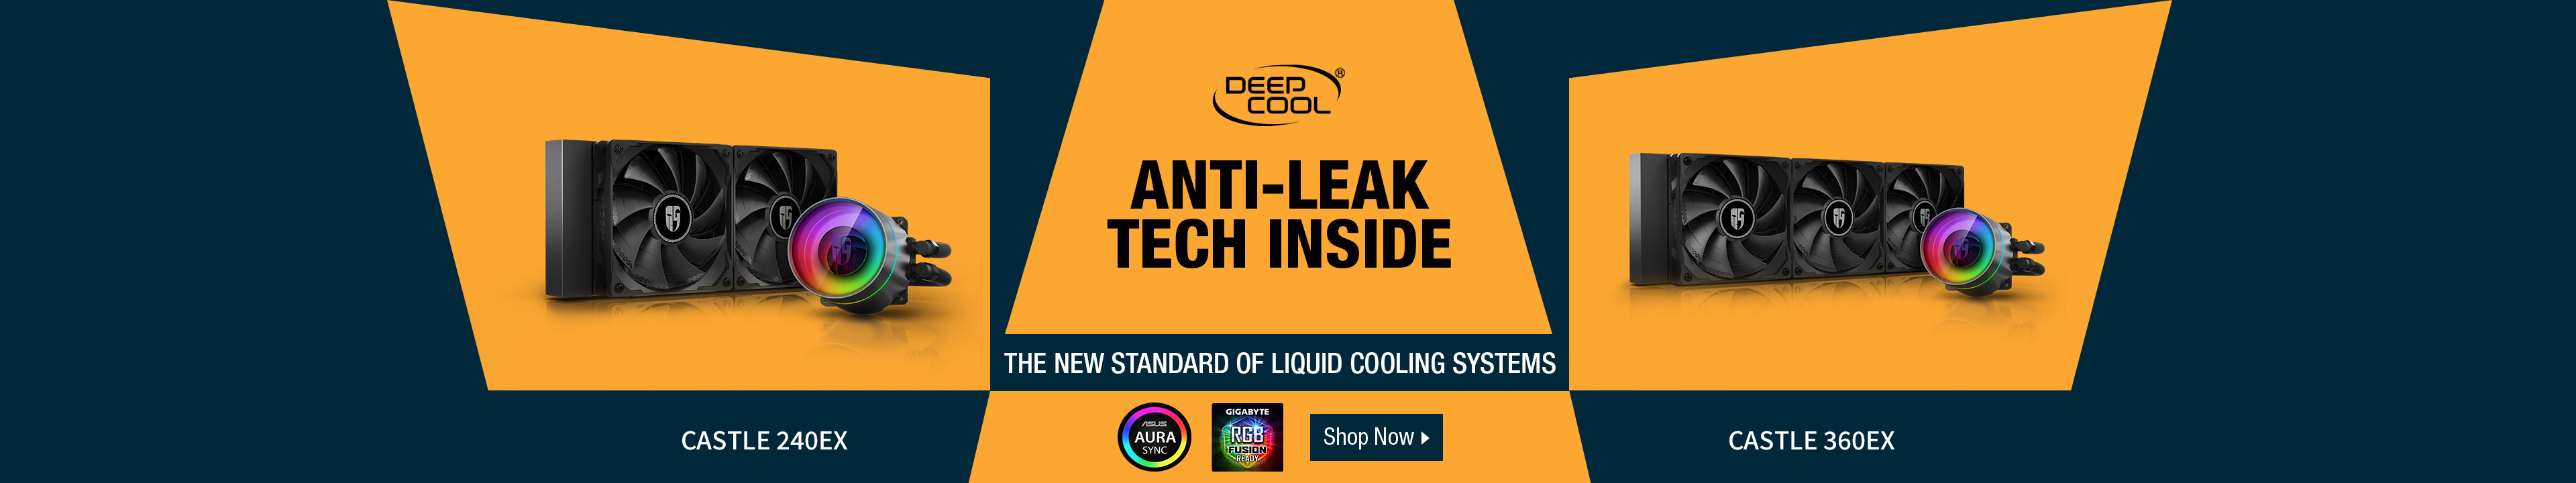 DEEP
COOL®
ANTI-LEAK
TECH INSIDE
THE NEW STANDARD OF LIQUID COOLING SYSTEMS
CASTLE 240EX
/SUS
AURA
SYNC
GIGABYTE
RGB
FUSION
READY
Shop Now
CASTLE 360EX